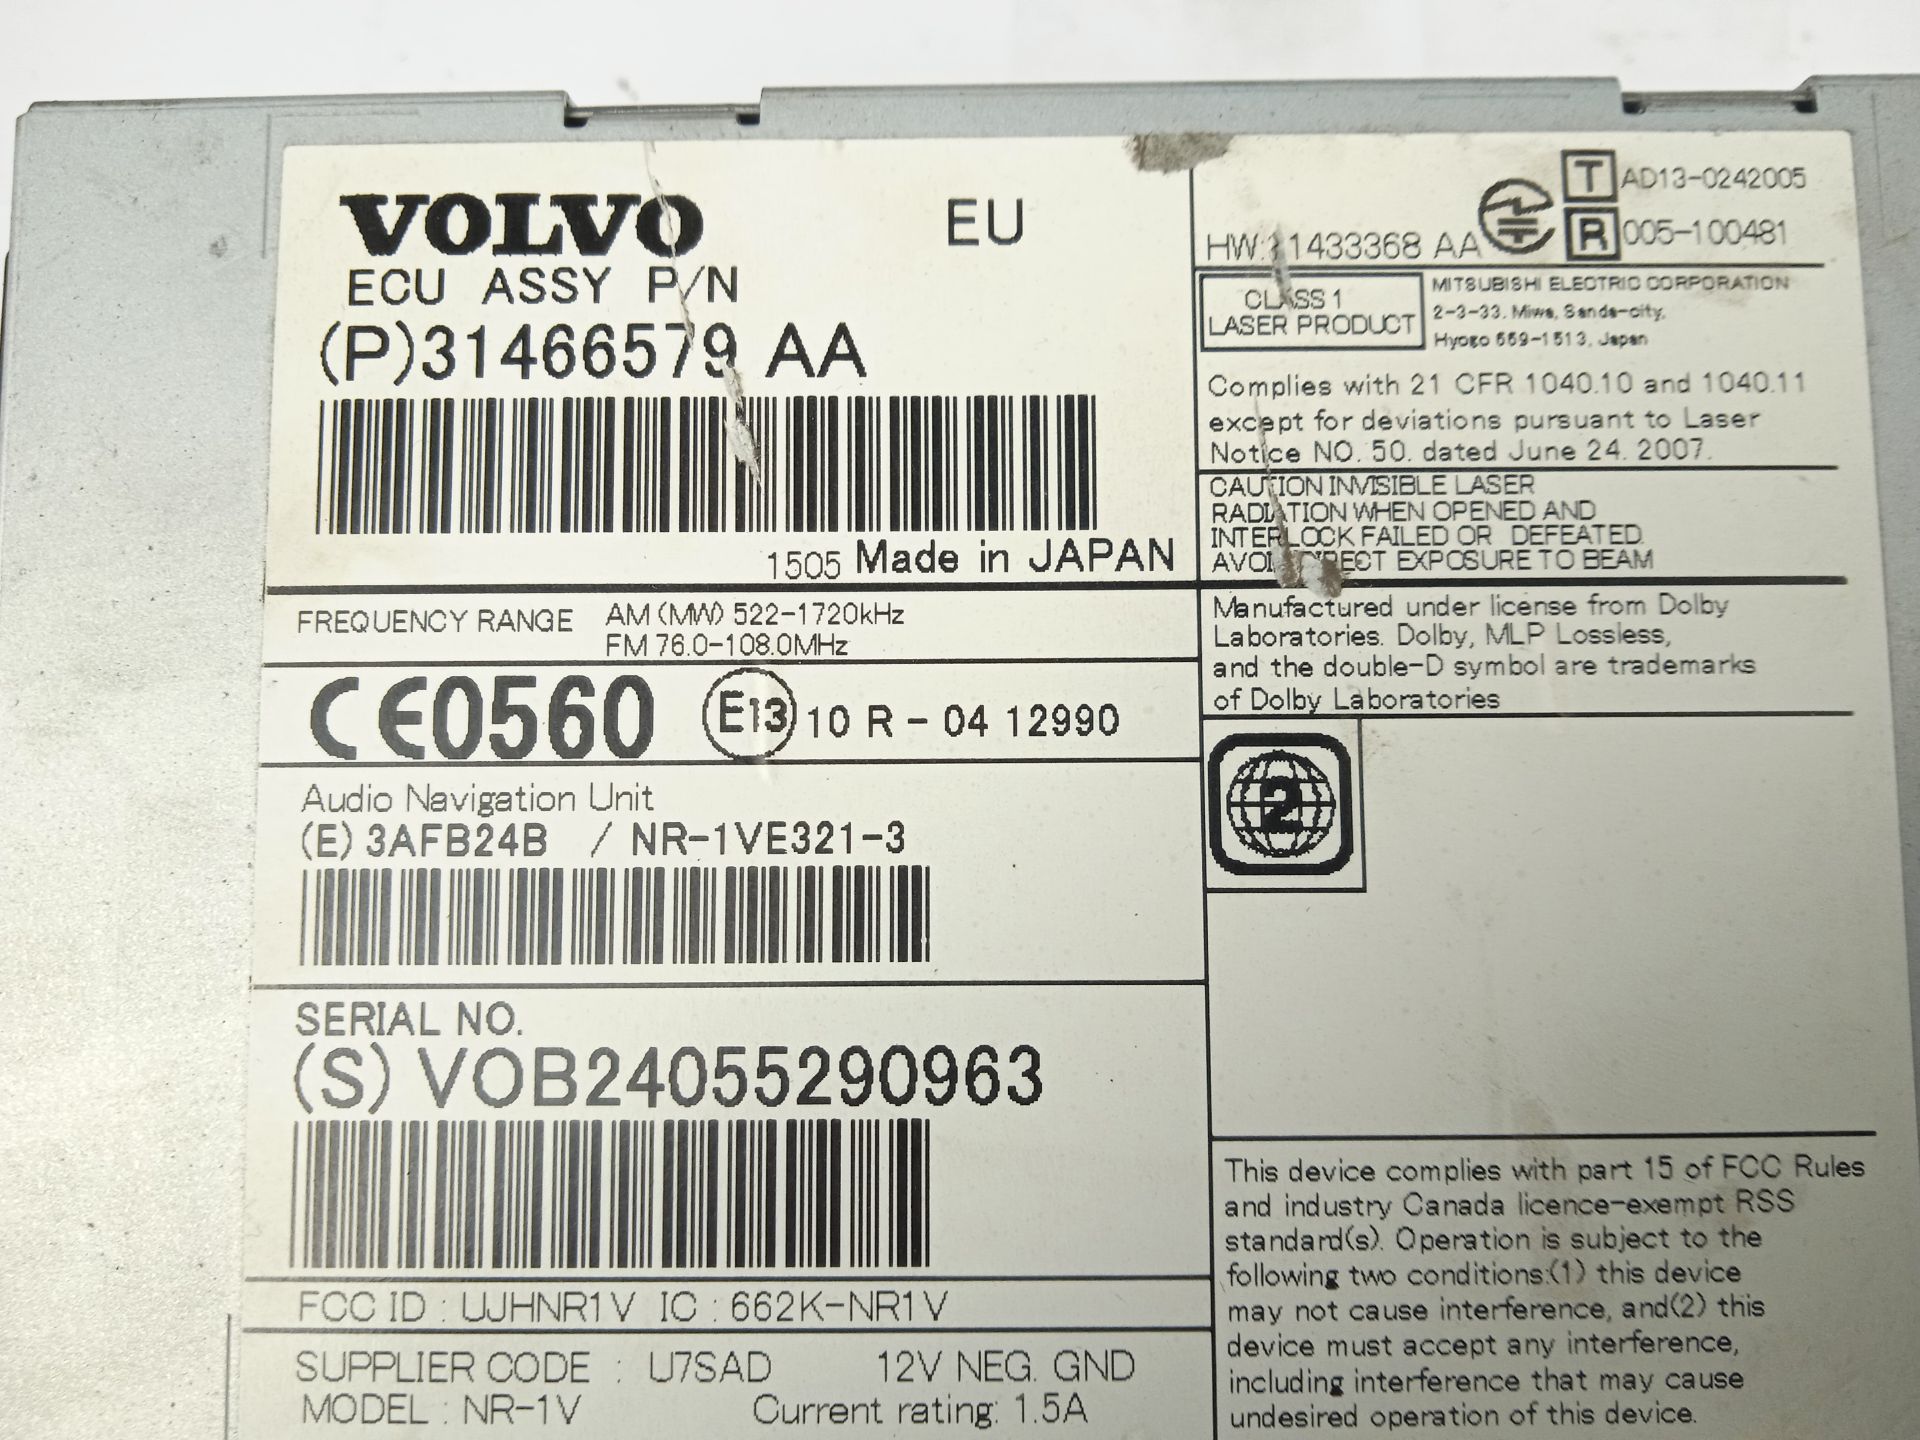 VOLVO EU
ECU ASSY P/N
(P)31466579 AA
1505 Made in JAPAN
FREQUENCY RANGE AM (MW) 522-1720kHz
FM 76.0-108.0MHz
CE0560 E13 10 R - 04 12990
Audio Navigation Unit
(E) 3AFB24B / NR-1VE321-3
SERIAL NO.
(S) VOB24055290963
FCC ID : UJHNR1V IC : 662K-NR1V
SUPPLIER CODE : U7SAD 12V NEG. GND
MODEL : NR-1V Current rating: 1.5A
T AD13-0242005
HW: AA
R 005-100481
CLASS 1
LASER PRODUCT
MITSUBISHI ELECTRIC CORPORATION
2-3-33, Miwa, Sanda-city,
Hyogo 669-1513, Japan
Complies with 21 CFR 1040.10 and 1040.11
except for deviations pursuant to Laser
Notice NO. 50. dated June 24. 2007.
CAUTION INVISIBLE LASER
RADIATION WHEN OPENED AND
INTERLOCK FAILED OR DEFEATED.
AVOID DIRECT EXPOSURE TO BEAM
Manufactured under license from Dolby
Laboratories. Dolby, MLP Lossless,
and the double-D symbol are trademarks
of Dolby Laboratories
2
This device complies with part 15 of FCC Rules
and industry Canada licence-exempt RSS
standard(s). Operation is subject to the
following two conditions:(1) this device
may not cause interference, and(2) this
device must accept any interference,
including interference that may cause
undesired operation of this device.